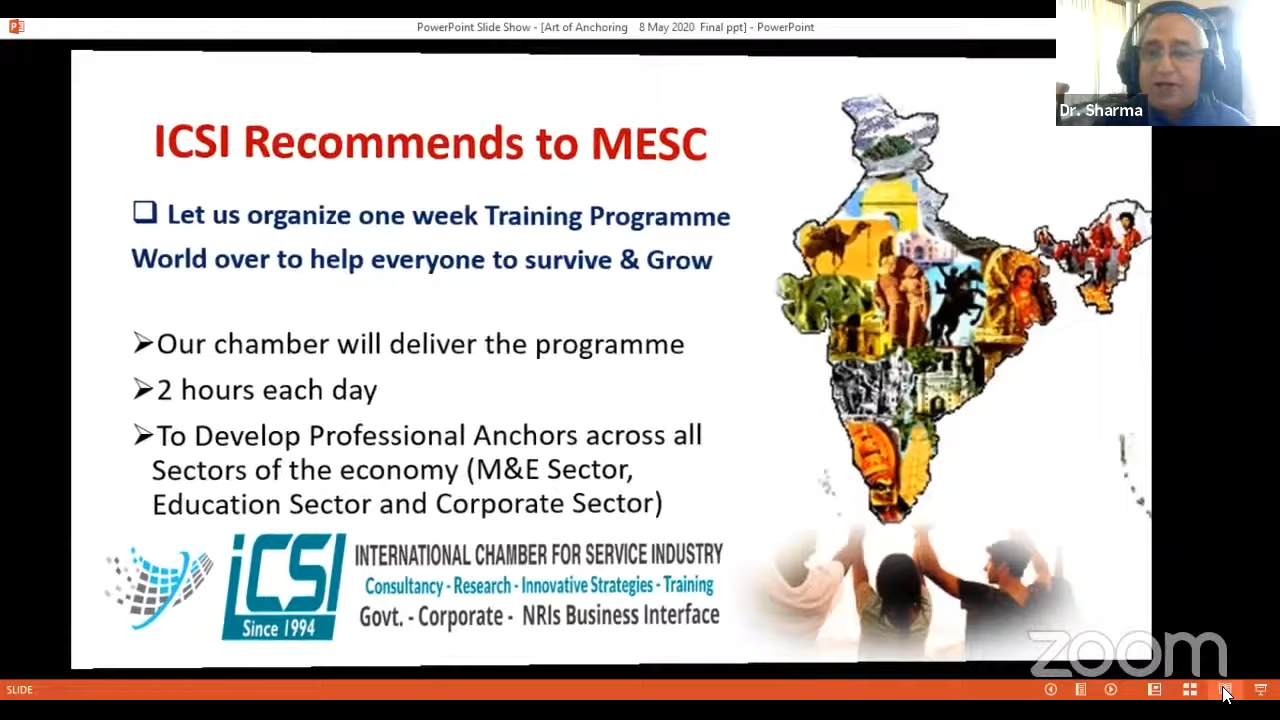 PowerPoint Slide Show - [Art of Anchoring 8 May 2020 Final ppt] - PowerPoint
Dr. Sharma
ICSI Recommends to MESC
Let us organize one week Training Programme
World over to help everyone to survive & Grow
Our chamber will deliver the programme
2 hours each day
To Develop Professional Anchors across all
Sectors of the economy (M&E Sector,
Education Sector and Corporate Sector)
iCSI
Since 1994
INTERNATIONAL CHAMBER FOR SERVICE INDUSTRY
Consultancy - Research - Innovative Strategies - Training
Govt. - Corporate - NRIs Business Interface
zoom
SLIDE